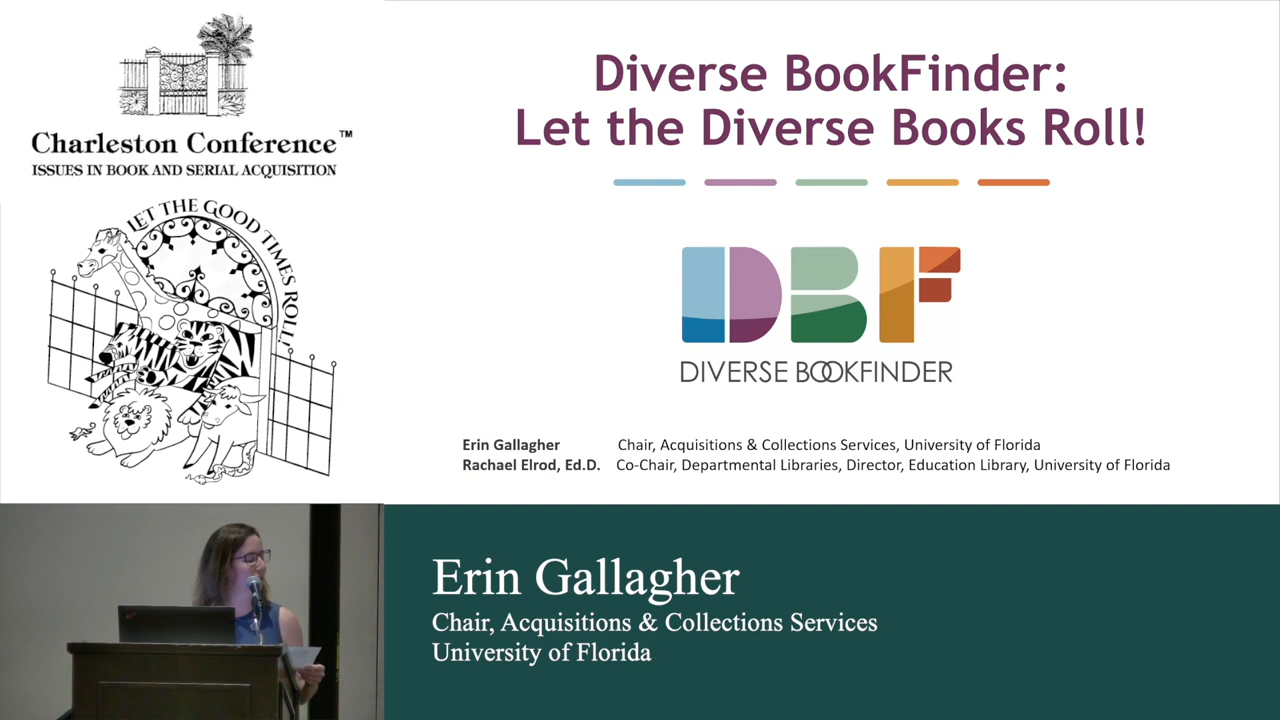 Charleston Conference™
ISSUES IN BOOK AND SERIAL ACQUISITION
LET THE GOOD TIMES ROLL!
Diverse BookFinder:
Let the Diverse Books Roll!
DBF
DIVERSE BOOKFINDER
Erin Gallagher Chair, Acquisitions & Collections Services, University of Florida
Rachael Elrod, Ed.D. Co-Chair, Departmental Libraries, Director, Education Library, University of Florida
Erin Gallagher
Chair, Acquisitions & Collections Services
University of Florida